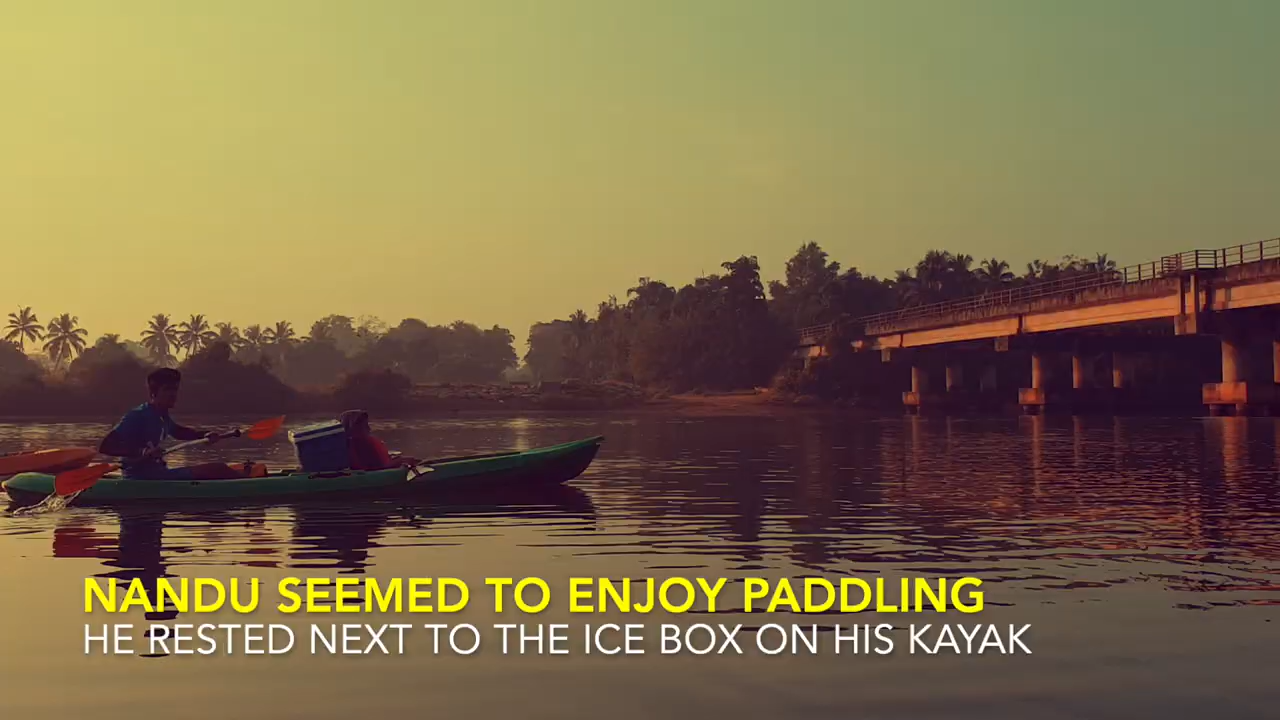 NANDU SEEMED TO ENJOY PADDLING
HE RESTED NEXT TO THE ICE BOX ON HIS KAYAK